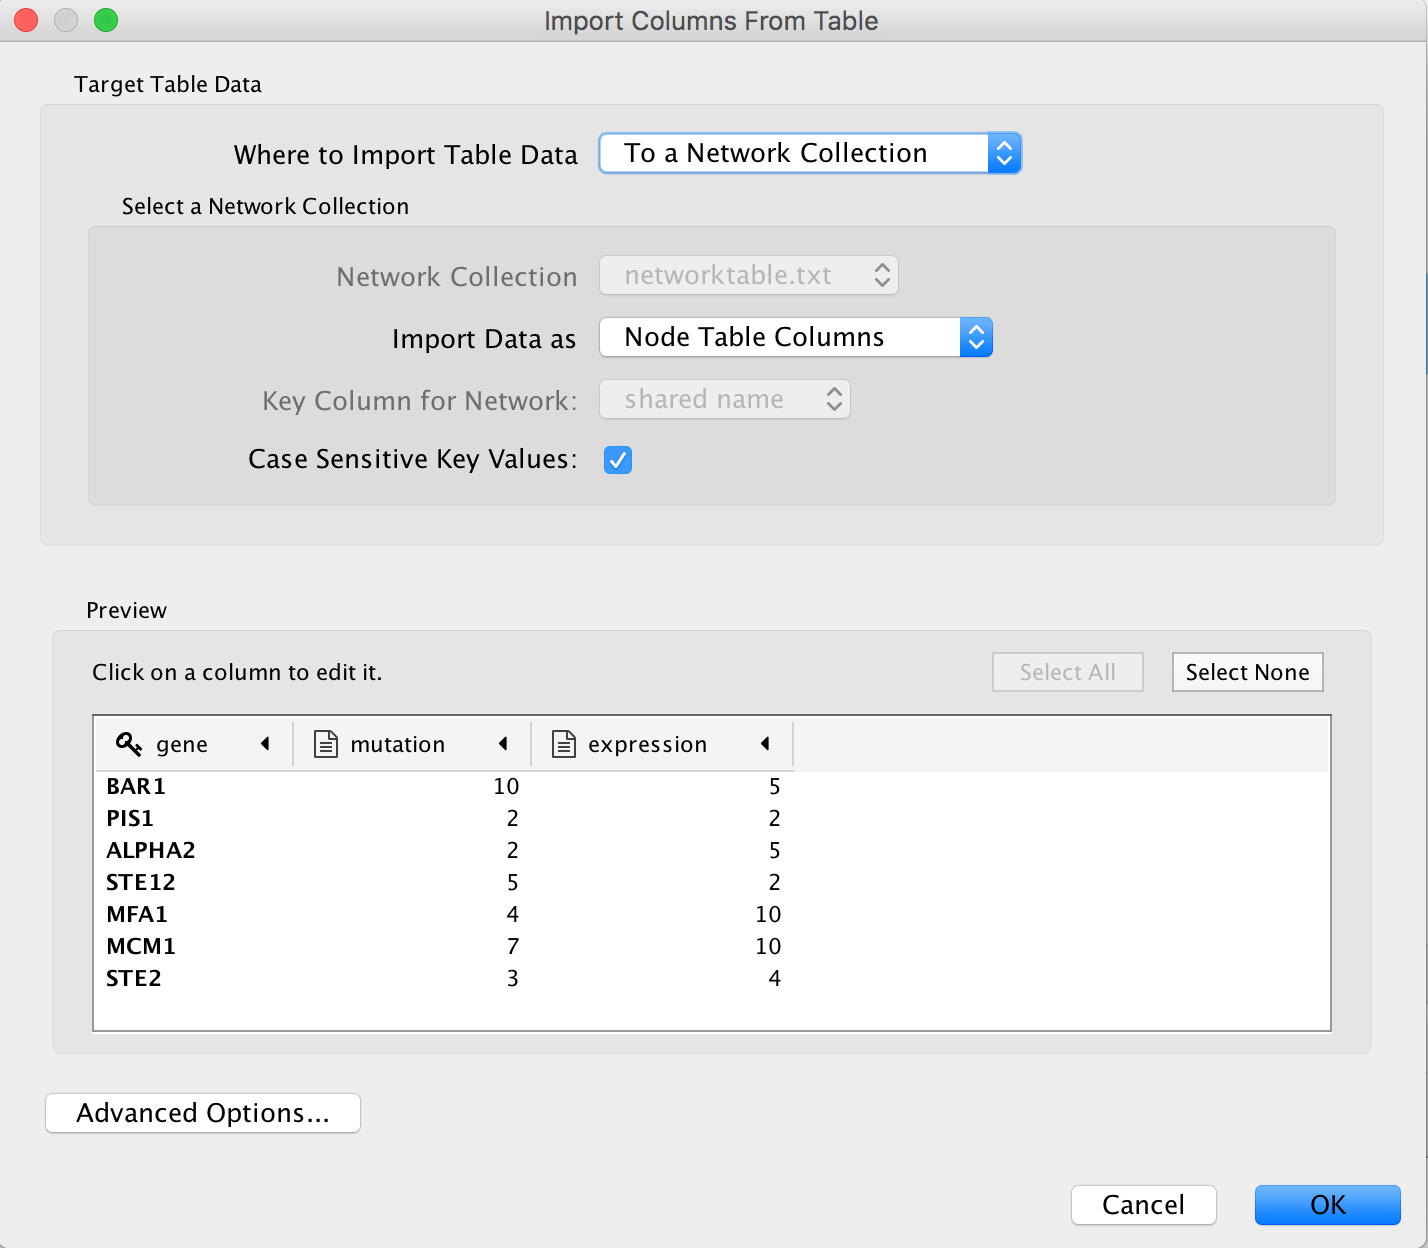 Import Columns From Table
Target Table Data
Where to Import Table Data To a Network Collection
Select a Network Collection
Network Collection networktable.txt
Import Data as Node Table Columns
Key Column for Network: shared name
Case Sensitive Key Values:
Preview
Click on a column to edit it. Select All Select None
gene mutation expression
BAR1 10 5
PIS1 2 2
ALPHA2 2 5
STE12 5 2
MFA1 4 10
MCM1 7 10
STE2 3 4
Advanced Options...
Cancel OK